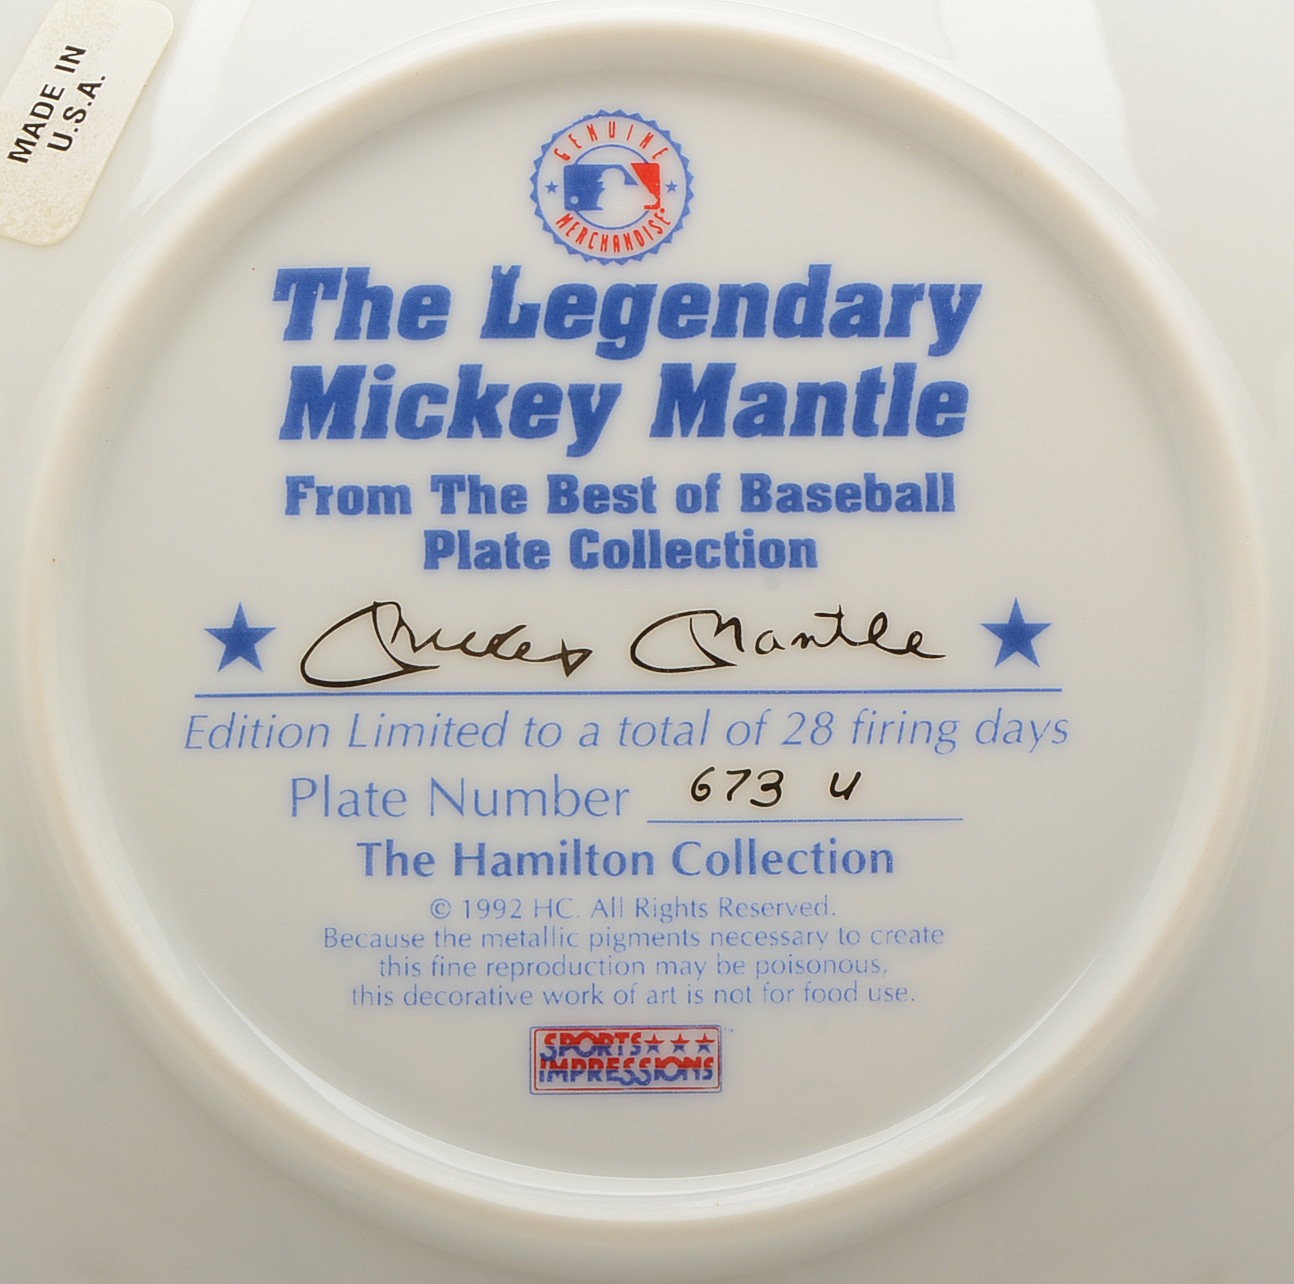 MADE IN
U.S.A.
GENUINE
MERCHANDISE
The Legendary
Mickey Mantle
From The Best of Baseball
Plate Collection
Mickey Mantle
Edition Limited to a total of 28 firing days
Plate Number 673 U
The Hamilton Collection
© 1992 HC. All Rights Reserved.
Because the metallic pigments necessary to create
this fine reproduction may be poisonous,
this decorative work of art is not for food use.
SPORTS
IMPRESSIONS